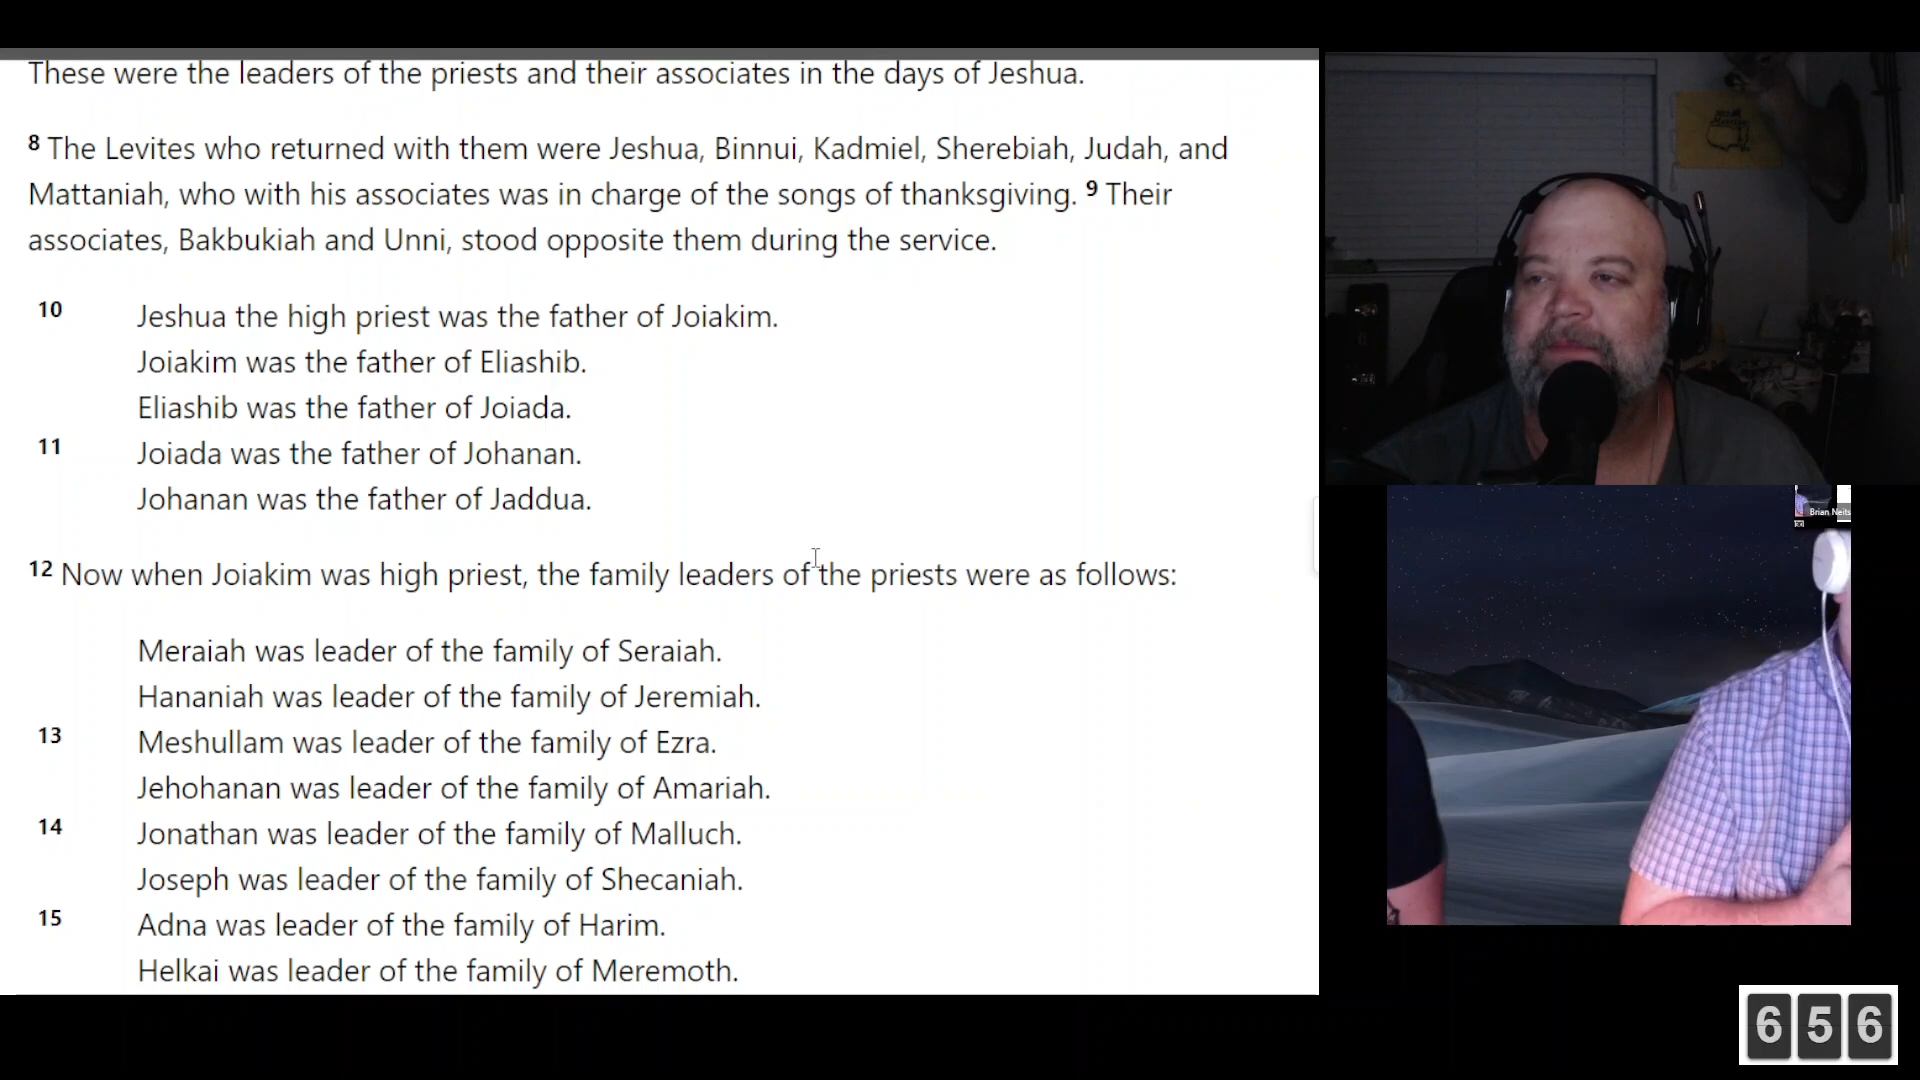 These were the leaders of the priests and their associates in the days of Jeshua.
8 The Levites who returned with them were Jeshua, Binnui, Kadmiel, Sherebiah, Judah, and
Mattaniah, who with his associates was in charge of the songs of thanksgiving. 9 Their
associates, Bakbukiah and Unni, stood opposite them during the service.
10 Jeshua the high priest was the father of Joiakim.
Joiakim was the father of Eliashib.
Eliashib was the father of Joiada.
11 Joiada was the father of Johanan.
Johanan was the father of Jaddua.
12 Now when Joiakim was high priest, the family leaders of the priests were as follows:
Meraiah was leader of the family of Seraiah.
Hananiah was leader of the family of Jeremiah.
13 Meshullam was leader of the family of Ezra.
Jehohanan was leader of the family of Amariah.
14 Jonathan was leader of the family of Malluch.
Joseph was leader of the family of Shecaniah.
15 Adna was leader of the family of Harim.
Helkai was leader of the family of Meremoth.
Brian Neits
656